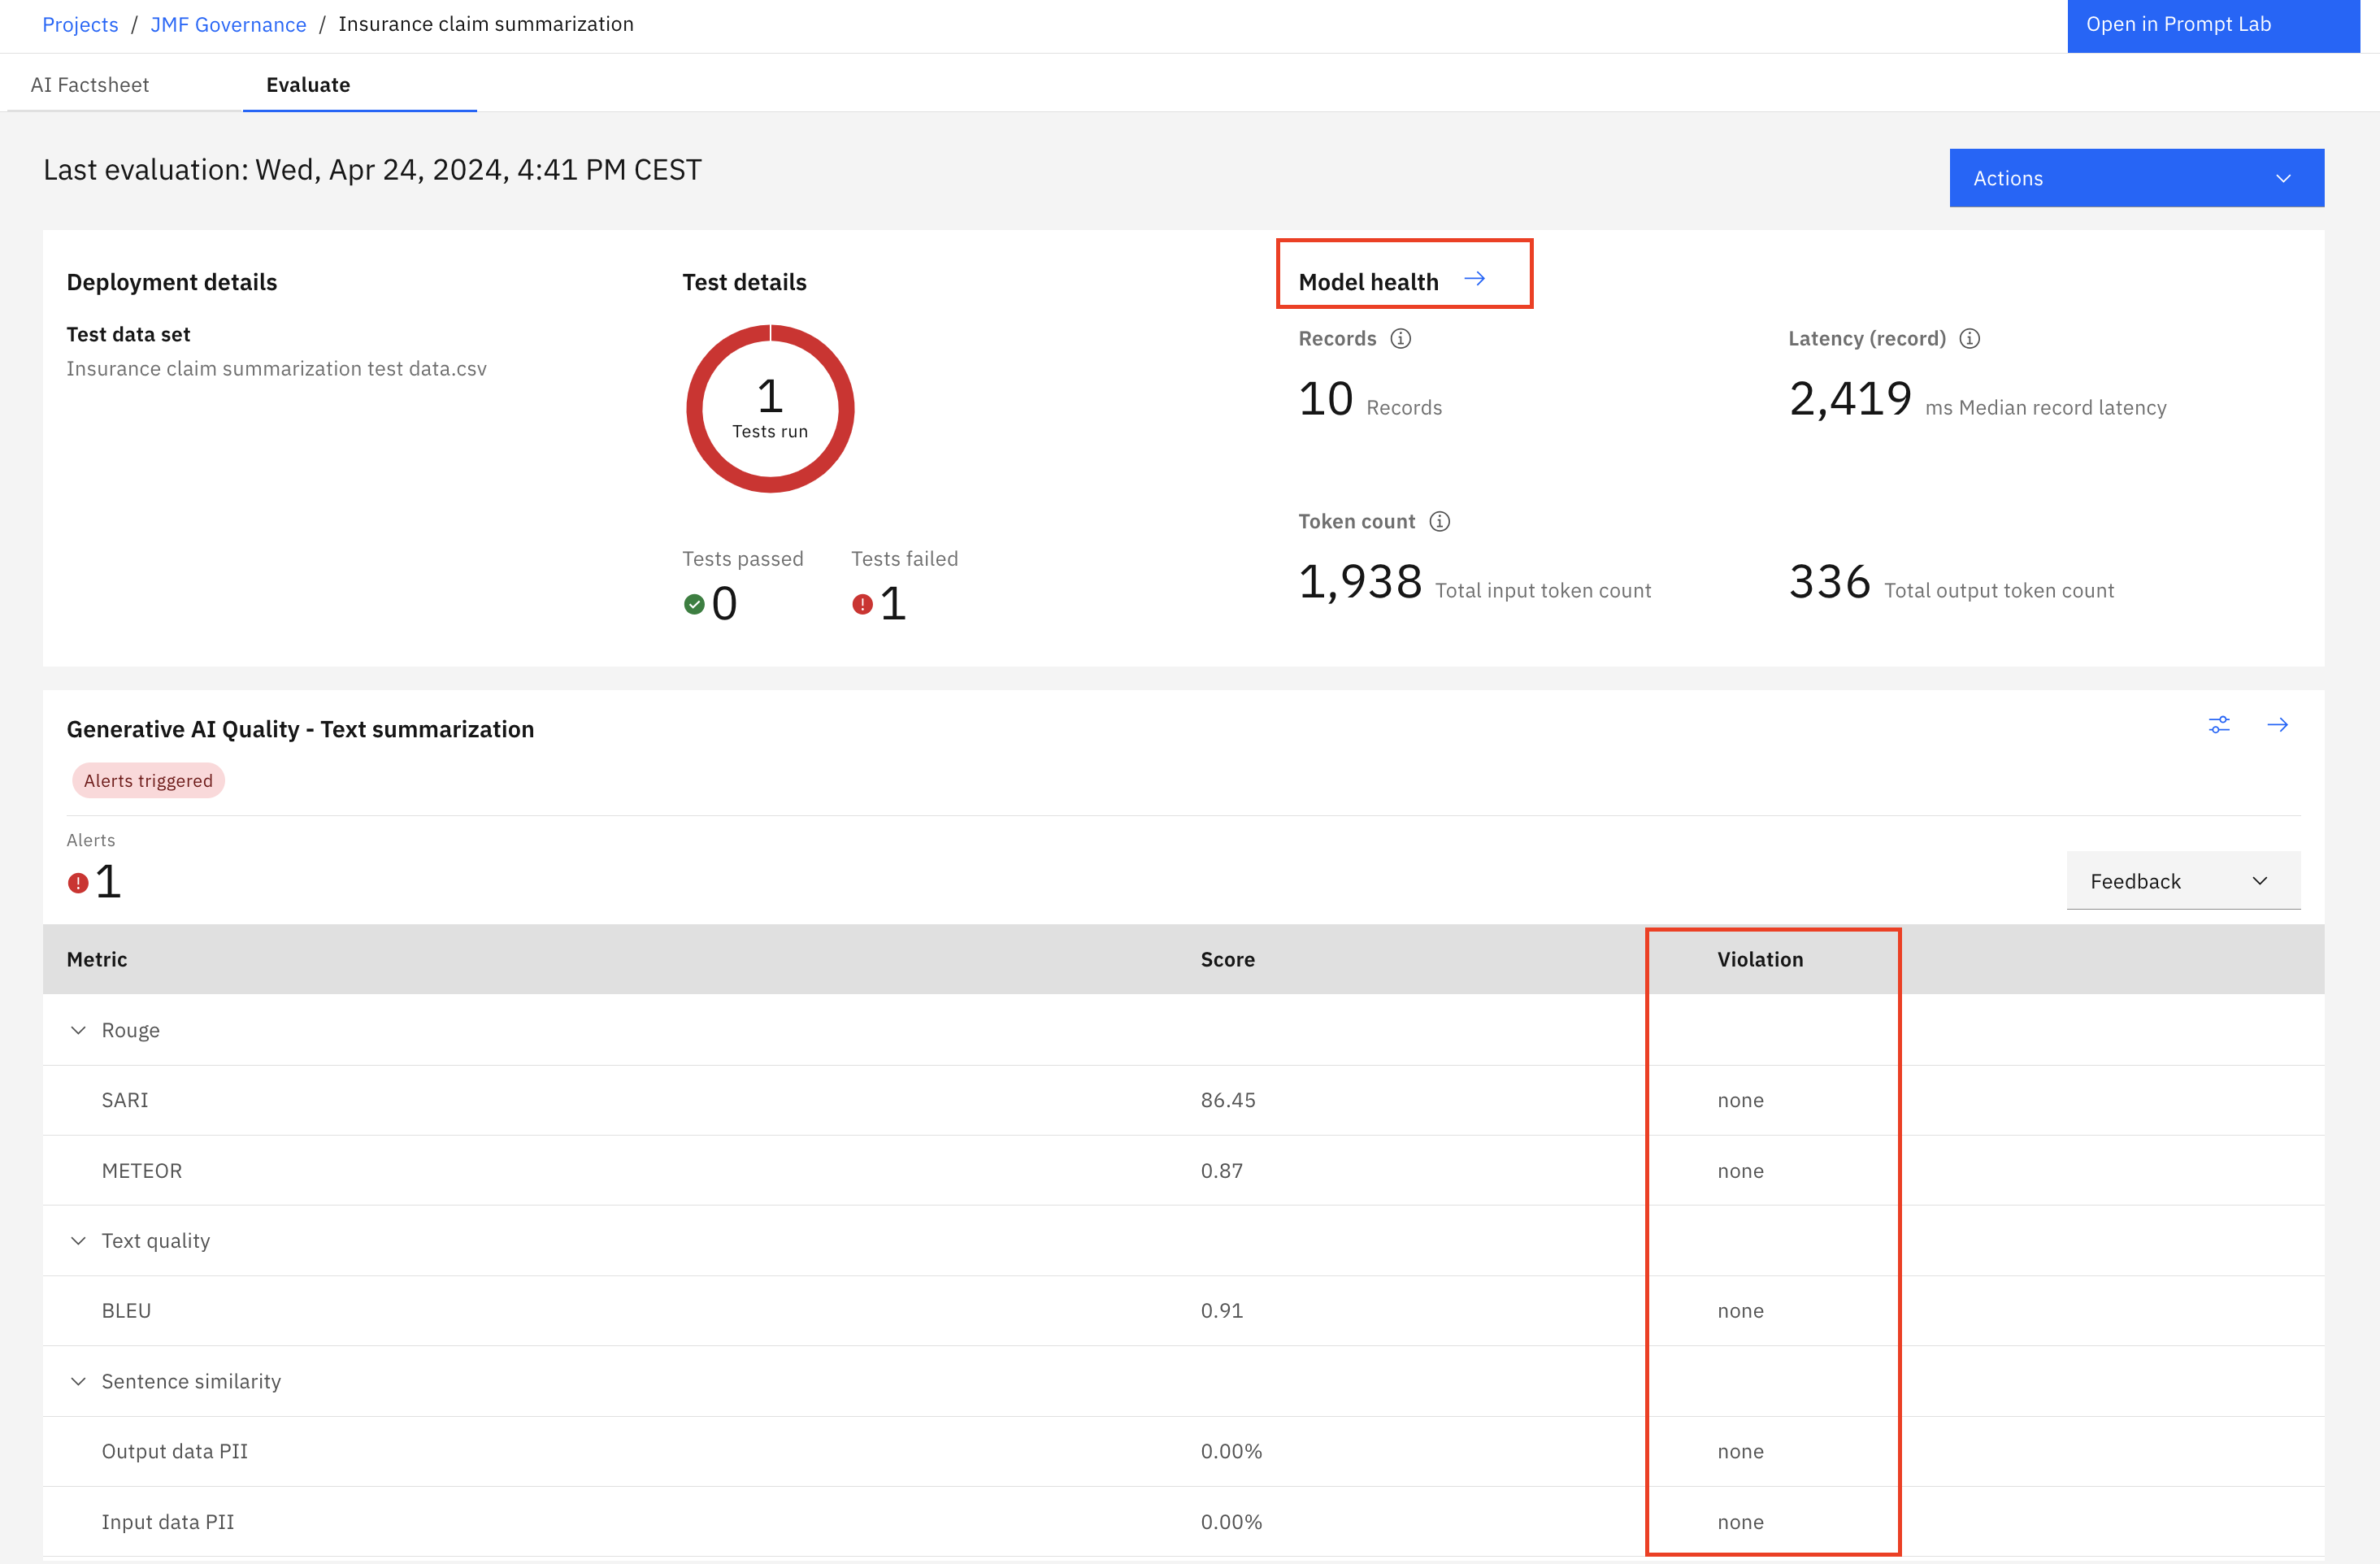 Projects / JMF Governance / Insurance claim summarization
Open in Prompt Lab
AI Factsheet
Evaluate
Last evaluation: Wed, Apr 24, 2024, 4:41 PM CEST
Actions
Deployment details
Test data set
Insurance claim summarization test data.csv
Test details
1
Tests run
Tests passed
0
Tests failed
1
Model health
Records
10 Records
Latency (record)
2,419 ms Median record latency
Token count
1,938 Total input token count
336 Total output token count
Generative AI Quality - Text summarization
Alerts triggered
Alerts
1
Feedback
Metric Score Violation
Rouge
SARI 86.45 none
METEOR 0.87 none
Text quality
BLEU 0.91 none
Sentence similarity
Output data PII 0.00% none
Input data PII 0.00% none